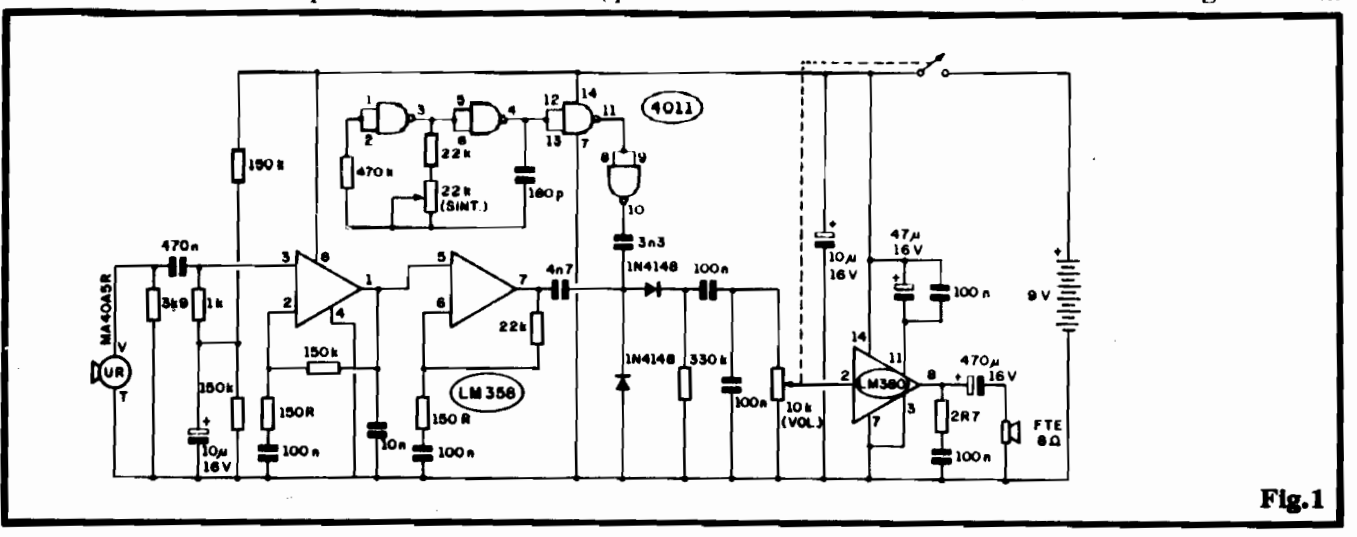 4011
1
2
3
5
6
4
12
13
14
7
11
8
9
10
150k
470k
22k
22k
(SINT.)
180p
3n3
470n
MA40A5R
3k9
1k
V
UR
T
150k
10µ
16V
3
2
8
4
1
150k
150R
100n
10n
5
6
7
22k
LM358
150R
100n
4n7
1N4148
1N4148
100n
330k
100n
10k
(VOL.)
+
10µ
16V
47µ
16V
+
100n
14
11
2
LM380
8
7
3
470µ
+
16V
2R7
100n
FTE
8Ω
+
9V
Fig.1